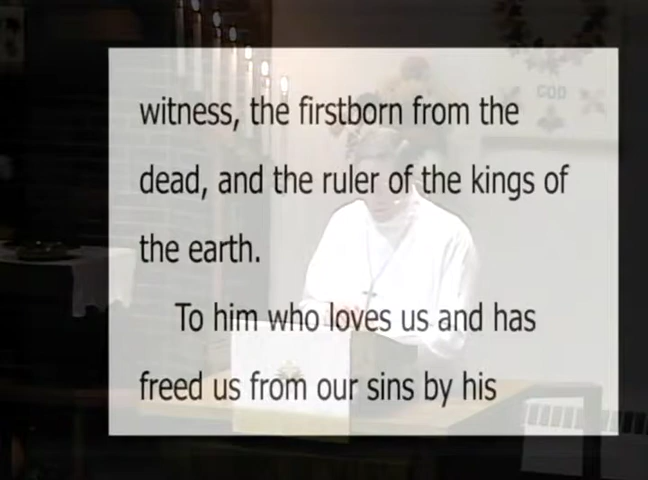 GOD
witness, the firstborn from the
dead, and the ruler of the kings of
the earth.
To him who loves us and has
freed us from our sins by his